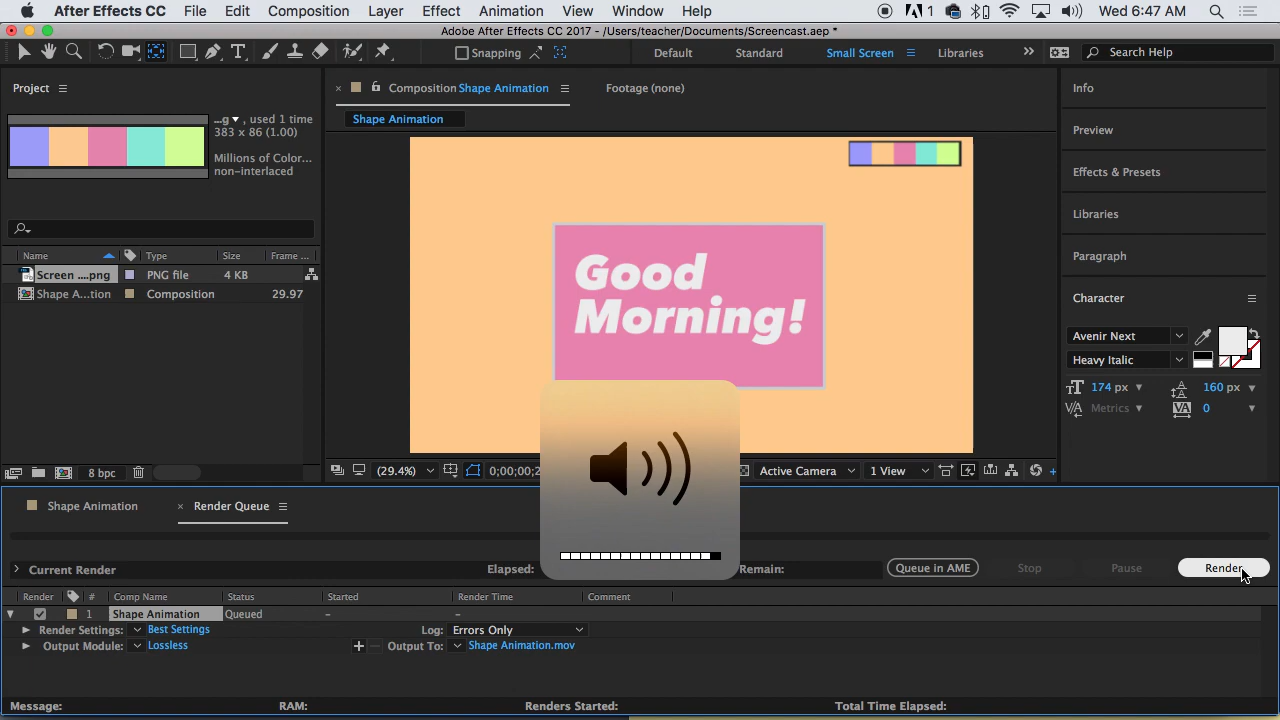 After Effects CC File Edit Composition Layer Effect Animation View Window Help 1 Wed 6:47 AM
Adobe After Effects CC 2017 - /Users/teacher/Documents/Screencast.aep *
Snapping Default Standard Small Screen Libraries Search Help
Project
...g, used 1 time
383 x 86 (1.00)
Millions of Color...
non-interlaced
Name Type Size Frame ...
Screen ....png PNG file 4 KB
Shape A...tion Composition 29.97
8 bpc
Composition Shape Animation Footage (none)
Shape Animation
Good
Morning!
(29.4%) 0;00;00;2 Active Camera 1 View
Info
Preview
Effects & Presets
Libraries
Paragraph
Character
Avenir Next
Heavy Italic
174 px 160 px
Metrics 0
Shape Animation Render Queue
Current Render Elapsed: Remain: Queue in AME Stop Pause Render
Render # Comp Name Status Started Render Time Comment
1 Shape Animation Queued – –
Render Settings: Best Settings Log: Errors Only
Output Module: Lossless Output To: Shape Animation.mov
Message: RAM: Renders Started: Total Time Elapsed: